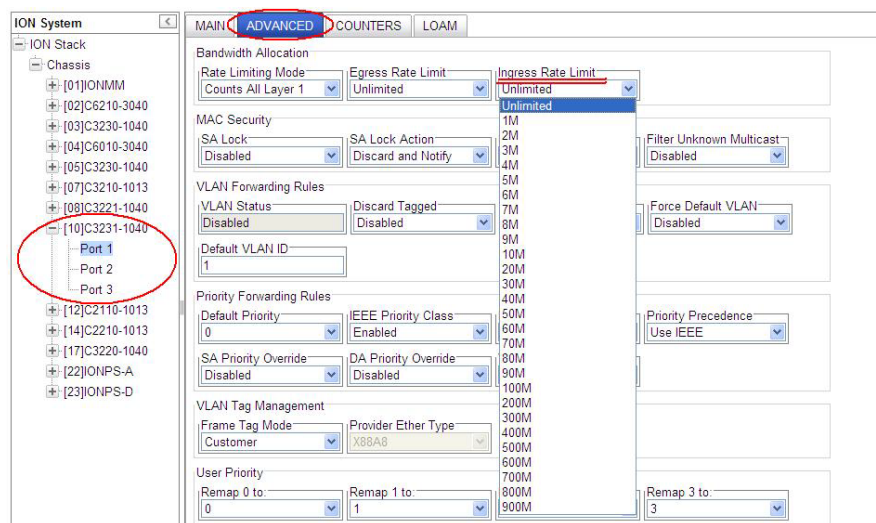 ION System
ION Stack
Chassis
[01]IONMM
[02]C6210-3040
[03]C3230-1040
[04]C6010-3040
[05]C3230-1040
[07]C3210-1013
[08]C3221-1040
[10]C3231-1040
Port 1
Port 2
Port 3
[12]C2110-1013
[14]C2210-1013
[17]C3220-1040
[22]IONPS-A
[23]IONPS-D
MAIN ADVANCED COUNTERS LOAM
Bandwidth Allocation
Rate Limiting Mode Egress Rate Limit Ingress Rate Limit
Counts All Layer 1 Unlimited Unlimited
Unlimited
1M
2M
3M
4M
5M
6M
7M
8M
9M
10M
20M
30M
40M
50M
60M
70M
80M
90M
100M
200M
300M
400M
500M
600M
700M
800M
900M
MAC Security
SA Lock SA Lock Action Filter Unknown Multicast
Disabled Discard and Notify Disabled
VLAN Forwarding Rules
VLAN Status Discard Tagged Force Default VLAN
Disabled Disabled Disabled
Default VLAN ID
1
Priority Forwarding Rules
Default Priority IEEE Priority Class Priority Precedence
0 Enabled Use IEEE
SA Priority Override DA Priority Override
Disabled Disabled
VLAN Tag Management
Frame Tag Mode Provider Ether Type
Customer X88A8
User Priority
Remap 0 to: Remap 1 to: Remap 3 to:
0 1 3